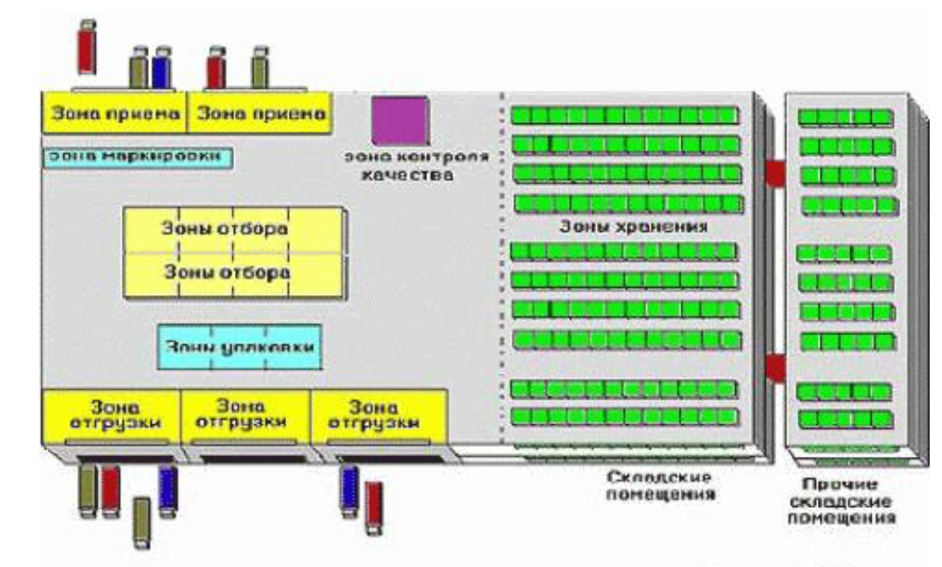 Зона приема
Зона приема
зона маркировки
зона контроля
качества
Зоны отбора
Зоны отбора
Зоны хранения
Зоны упаковки
Зона
отгрузки
Зона
отгрузки
Зона
отгрузки
Складские
помещения
Прочие
складские
помещения